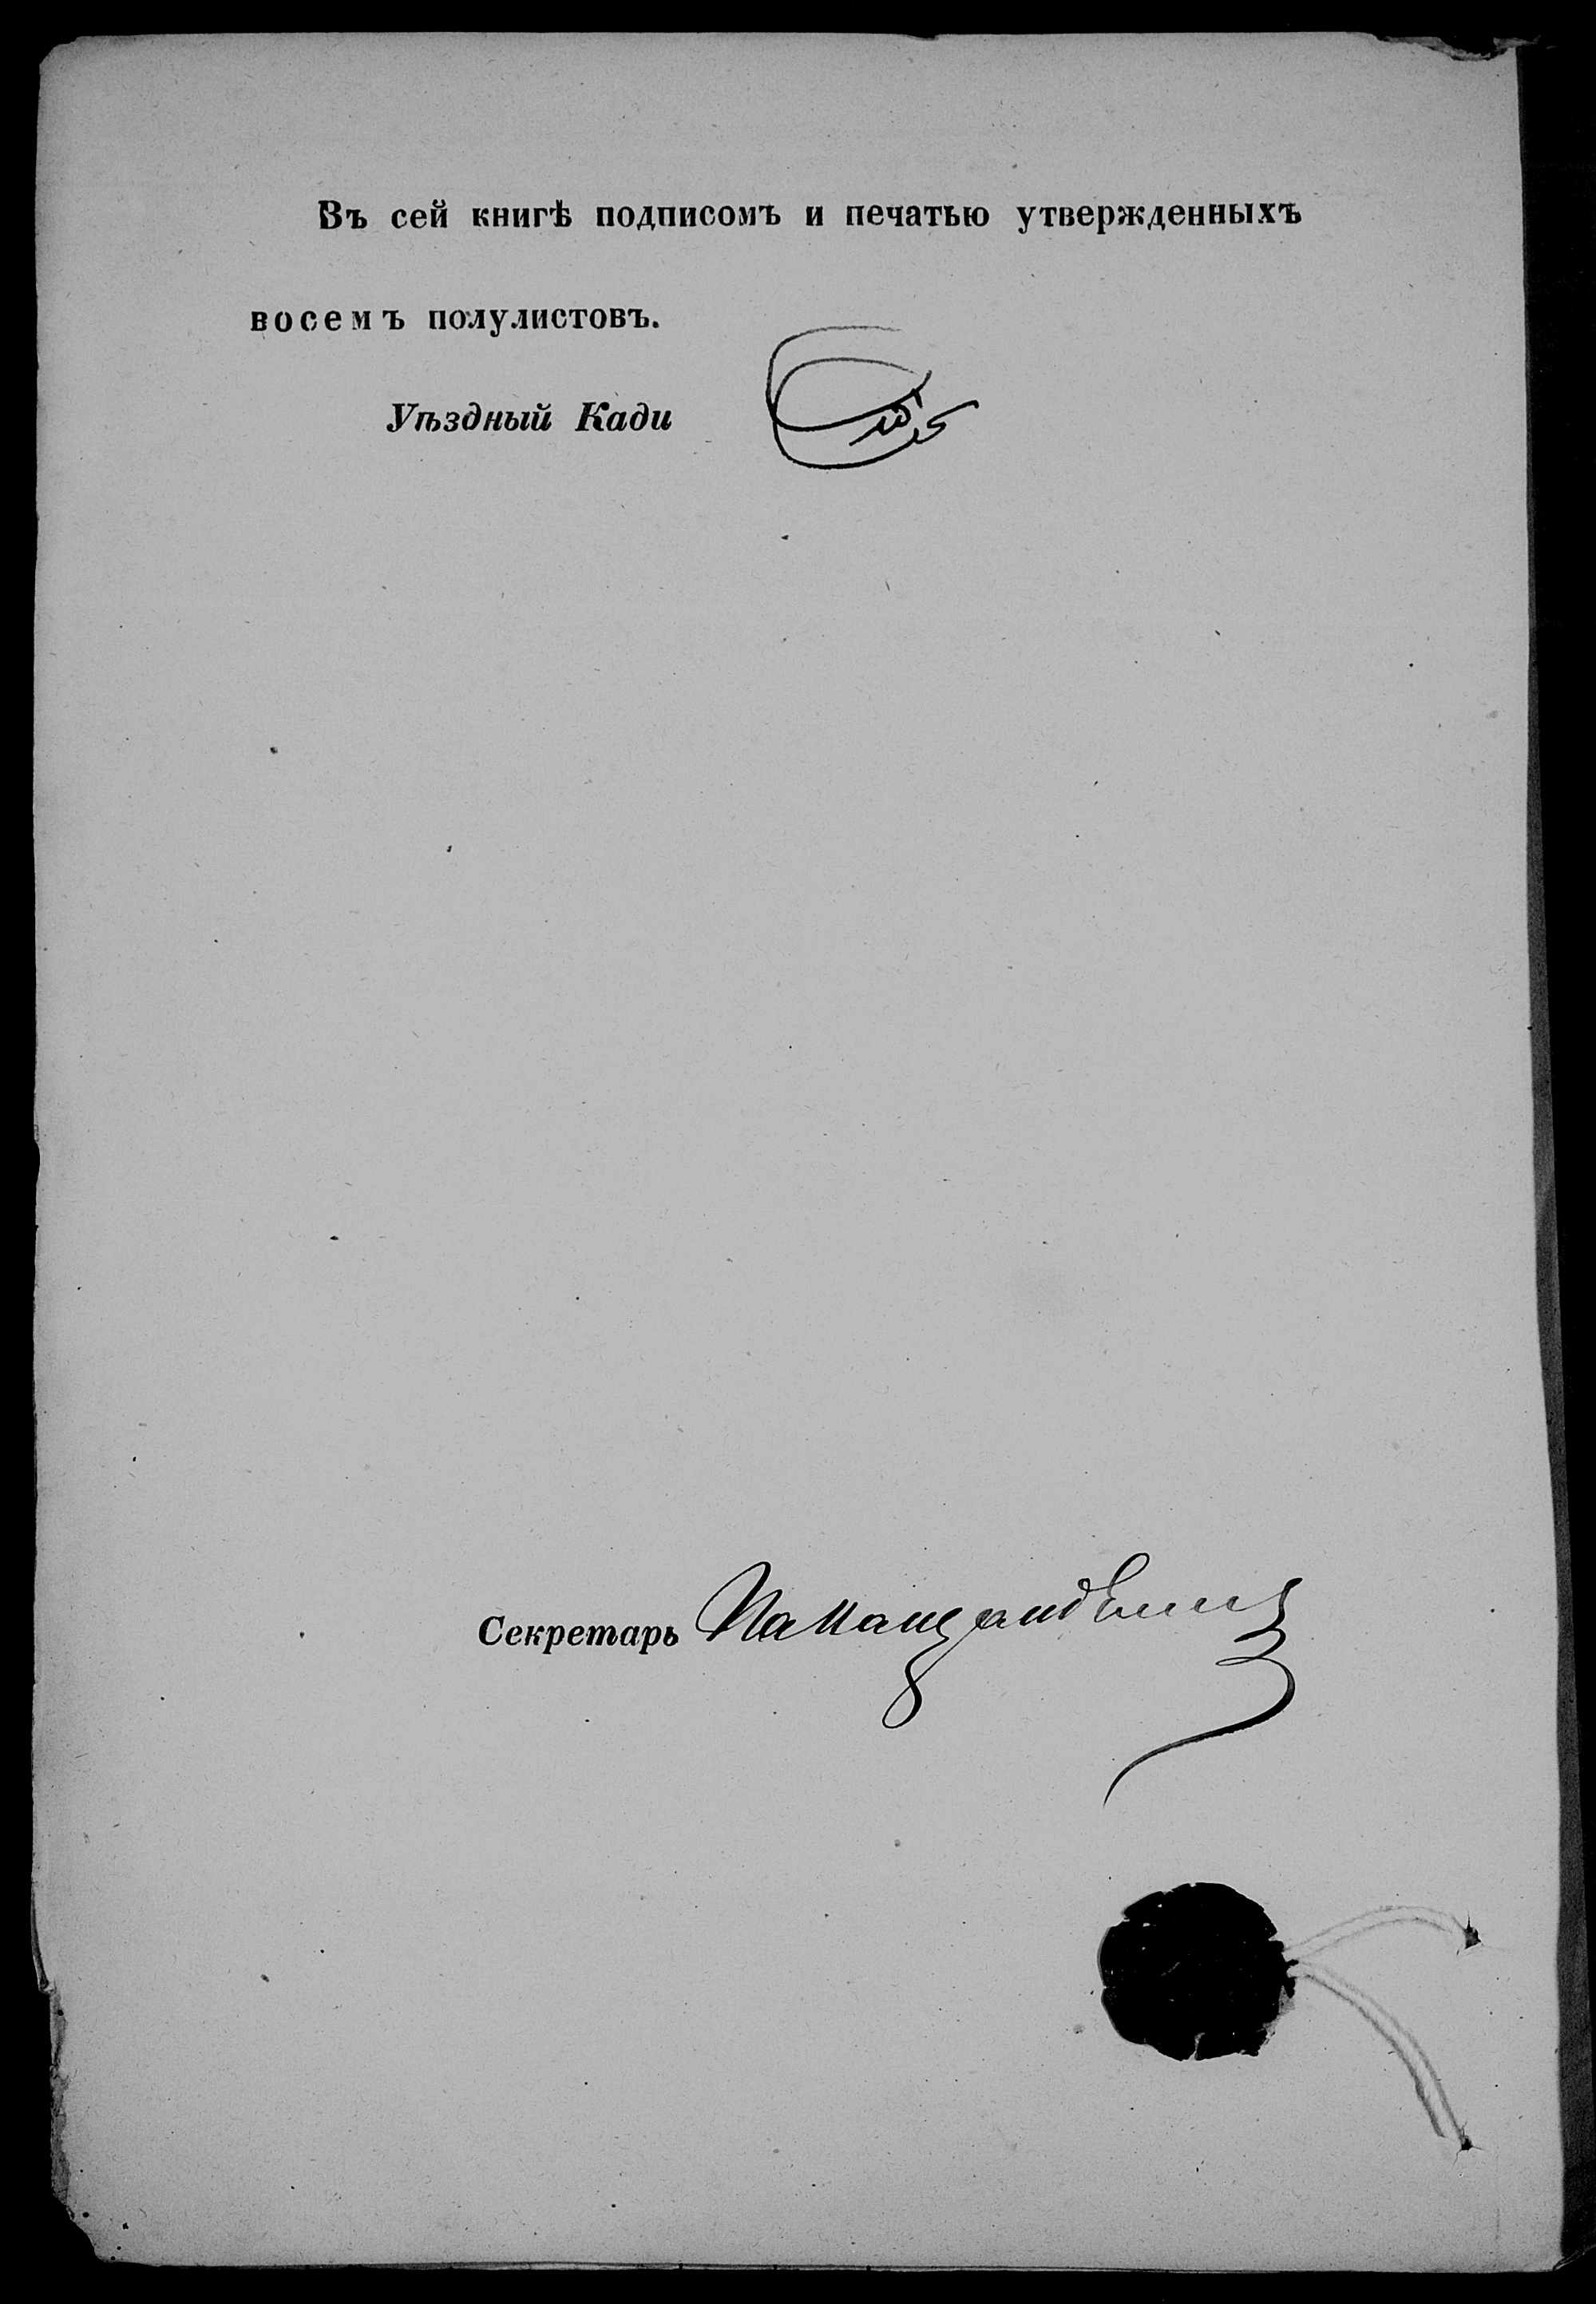 Въ сей книгѣ подписомъ и печатью утвержденныхъ
восемъ полулистовъ.
Уѣздный Кади
Секретарь